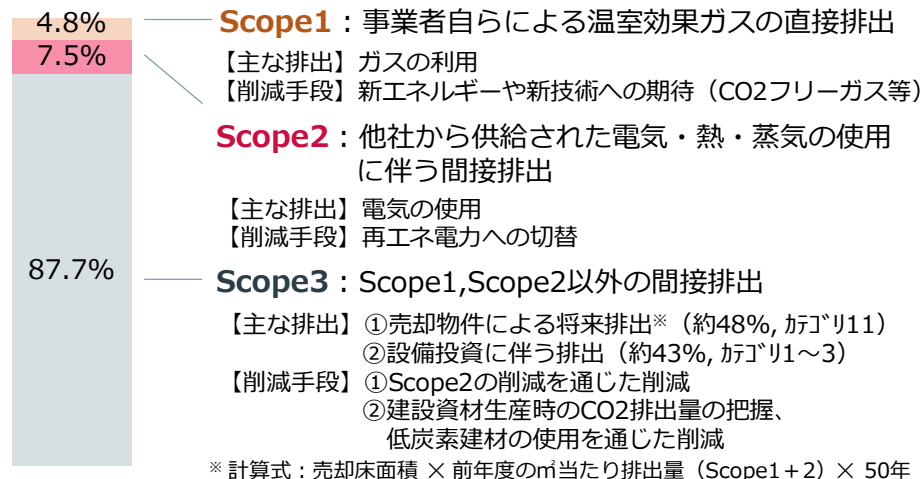 4.8%
7.5%
87.7%
Scope1：事業者自らによる温室効果ガスの直接排出
【主な排出】ガスの利用
【削減手段】新エネルギーや新技術への期待（CO2フリーガス等）
Scope2：他社から供給された電気・熱・蒸気の使用
に伴う間接排出
【主な排出】電気の使用
【削減手段】再エネ電力への切替
Scope3：Scope1,Scope2以外の間接排出
【主な排出】①売却物件による将来排出※（約48%, ｶﾃｺﾞﾘ11）
②設備投資に伴う排出（約43%, ｶﾃｺﾞﾘ1～3）
【削減手段】①Scope2の削減を通じた削減
②建設資材生産時のCO2排出量の把握、
低炭素建材の使用を通じた削減
※ 計算式：売却床面積 × 前年度の㎡当たり排出量（Scope1+2）× 50年